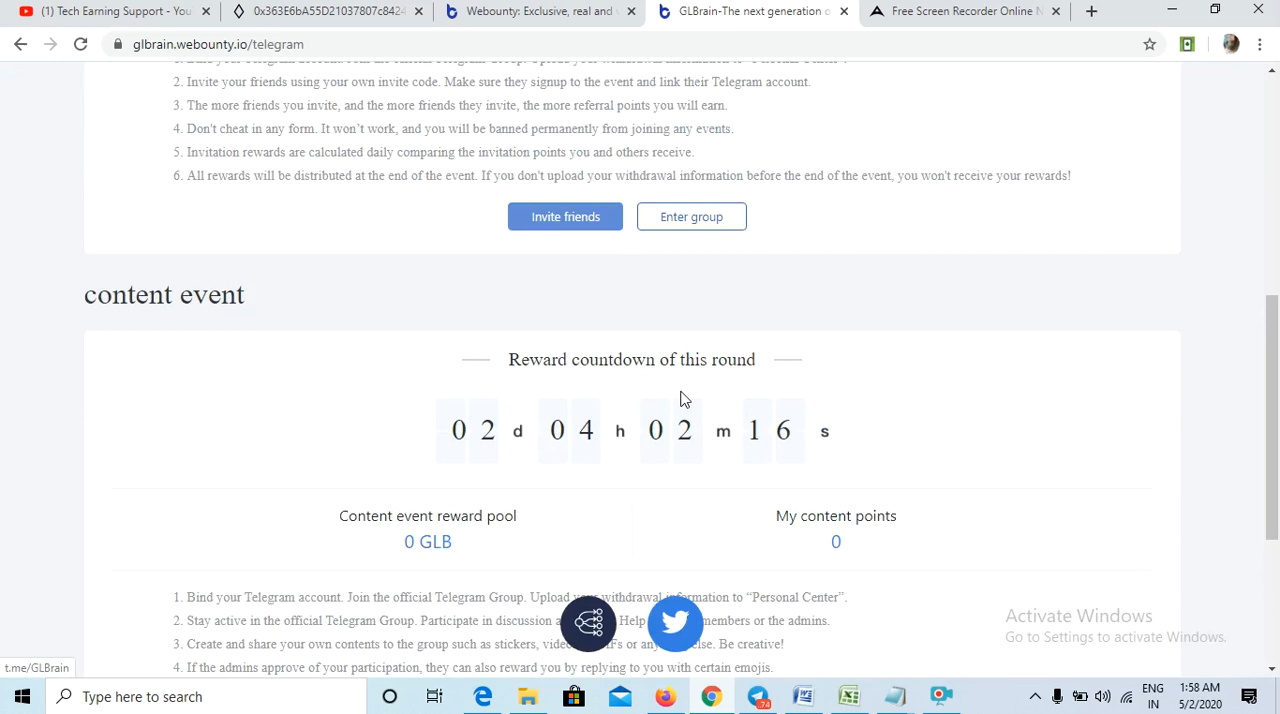 (1) Tech Earning Support - You
0x363E6bA55D21037807c8424
Webounty: Exclusive, real and
GLBrain-The next generation o
Free Screen Recorder Online N
glbrain.webounty.io/telegram
2. Invite your friends using your own invite code. Make sure they signup to the event and link their Telegram account.
3. The more friends you invite, and the more friends they invite, the more referral points you will earn.
4. Don't cheat in any form. It won't work, and you will be banned permanently from joining any events.
5. Invitation rewards are calculated daily comparing the invitation points you and others receive.
6. All rewards will be distributed at the end of the event. If you don't upload your withdrawal information before the end of the event, you won't receive your rewards!
Invite friends Enter group
content event
Reward countdown of this round
02 d 04 h 02 m 16 s
Content event reward pool My content points
0 GLB 0
1. Bind your Telegram account. Join the official Telegram Group. Upload your withdrawal information to “Personal Center”.
2. Stay active in the official Telegram Group. Participate in discussion a Help members or the admins.
3. Create and share your own contents to the group such as stickers, vide Fs or any else. Be creative!
4. If the admins approve of your participation, they can also reward you by replying to you with certain emojis.
Activate Windows
Go to Settings to activate Windows.
t.me/GLBrain
Type here to search
.74
ENG 1:58 AM
IN 5/2/2020